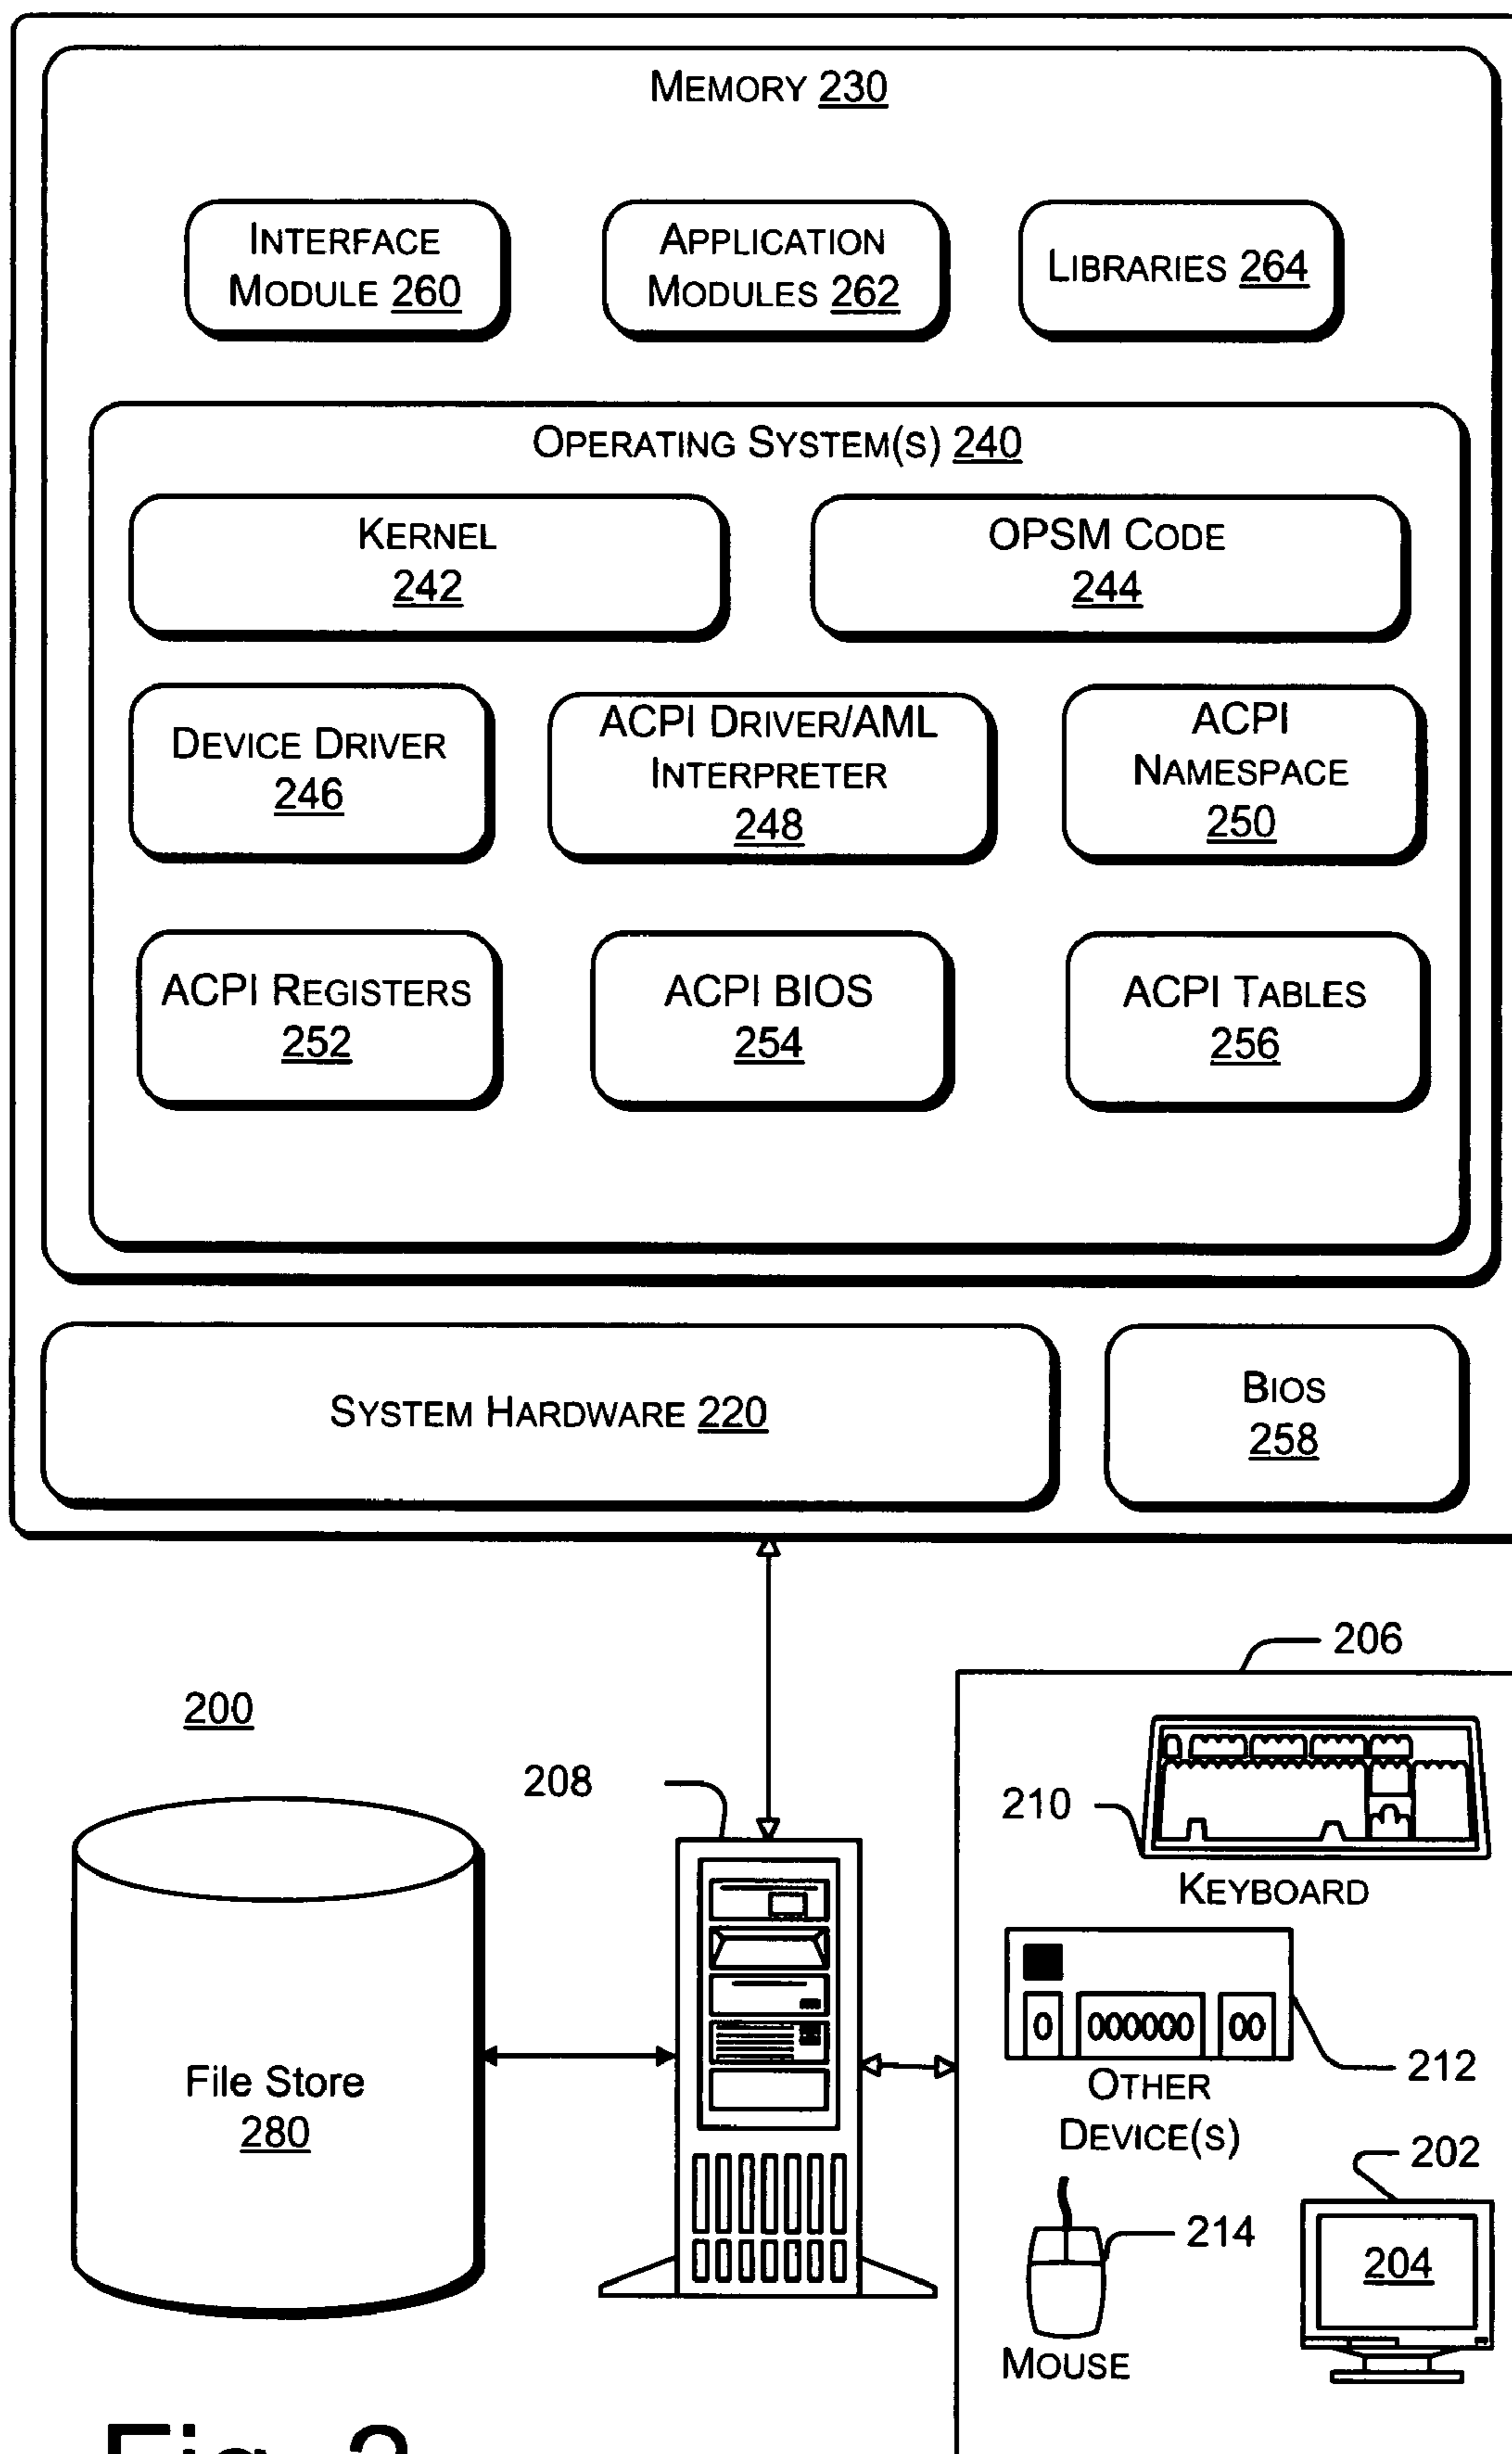 MEMORY 230
INTERFACE
MODULE 260
APPLICATION
MODULES 262
LIBRARIES 264
OPERATING SYSTEM(S) 240
KERNEL
242
OPSM CODE
244
DEVICE DRIVER
246
ACPI DRIVER/AML
INTERPRETER
248
ACPI
NAMESPACE
250
ACPI REGISTERS
252
ACPI BIOS
254
ACPI TABLES
256
SYSTEM HARDWARE 220
BIOS
258
206
200
208
210
KEYBOARD
File Store
280
212
OTHER
DEVICE(S)
202
214
204
MOUSE